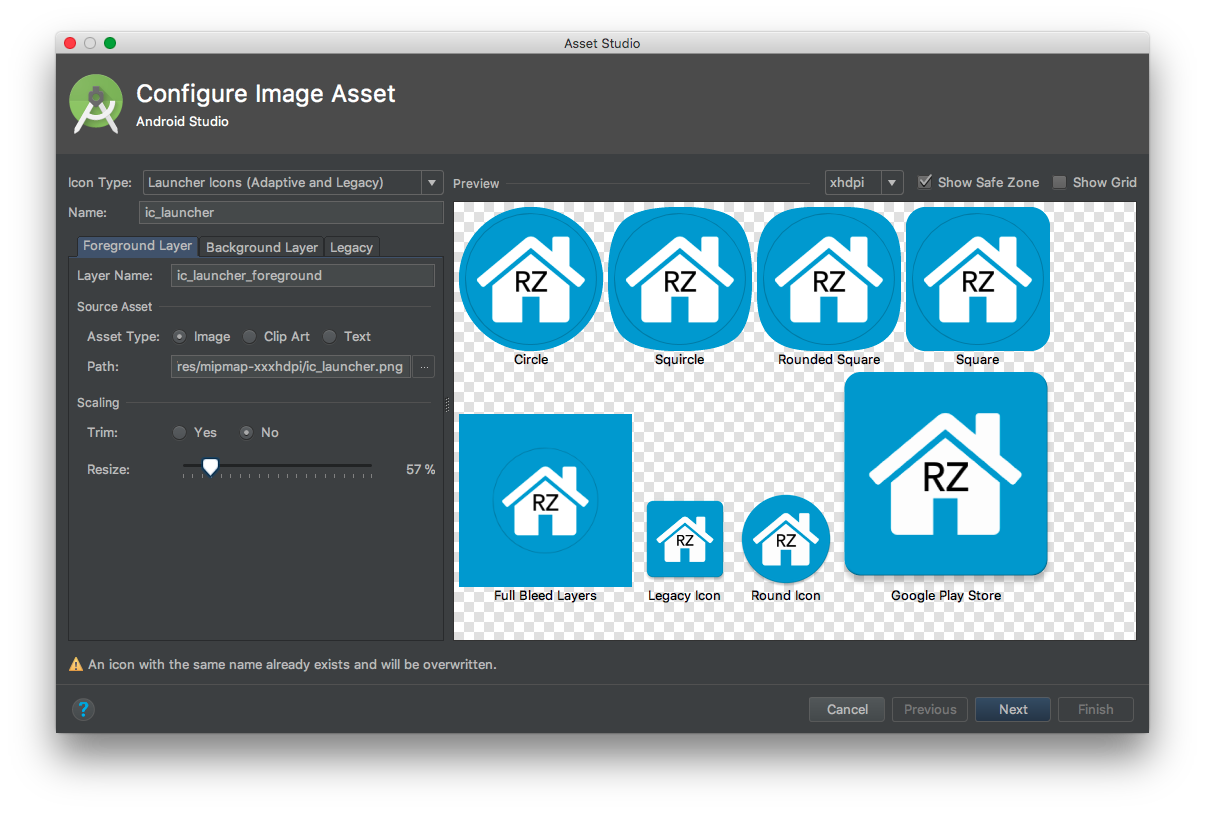 Asset Studio
Configure Image Asset
Android Studio
Icon Type: Launcher Icons (Adaptive and Legacy)
Name: ic_launcher
Foreground Layer Background Layer Legacy
Layer Name: ic_launcher_foreground
Source Asset
Asset Type: Image Clip Art Text
Path: res/mipmap-xxxhdpi/ic_launcher.png ...
Scaling
Trim: Yes No
Resize: 57 %
Preview xhdpi Show Safe Zone Show Grid
RZ RZ RZ RZ
Circle Squircle Rounded Square Square
RZ RZ RZ RZ
Full Bleed Layers Legacy Icon Round Icon Google Play Store
An icon with the same name already exists and will be overwritten.
? Cancel Previous Next Finish